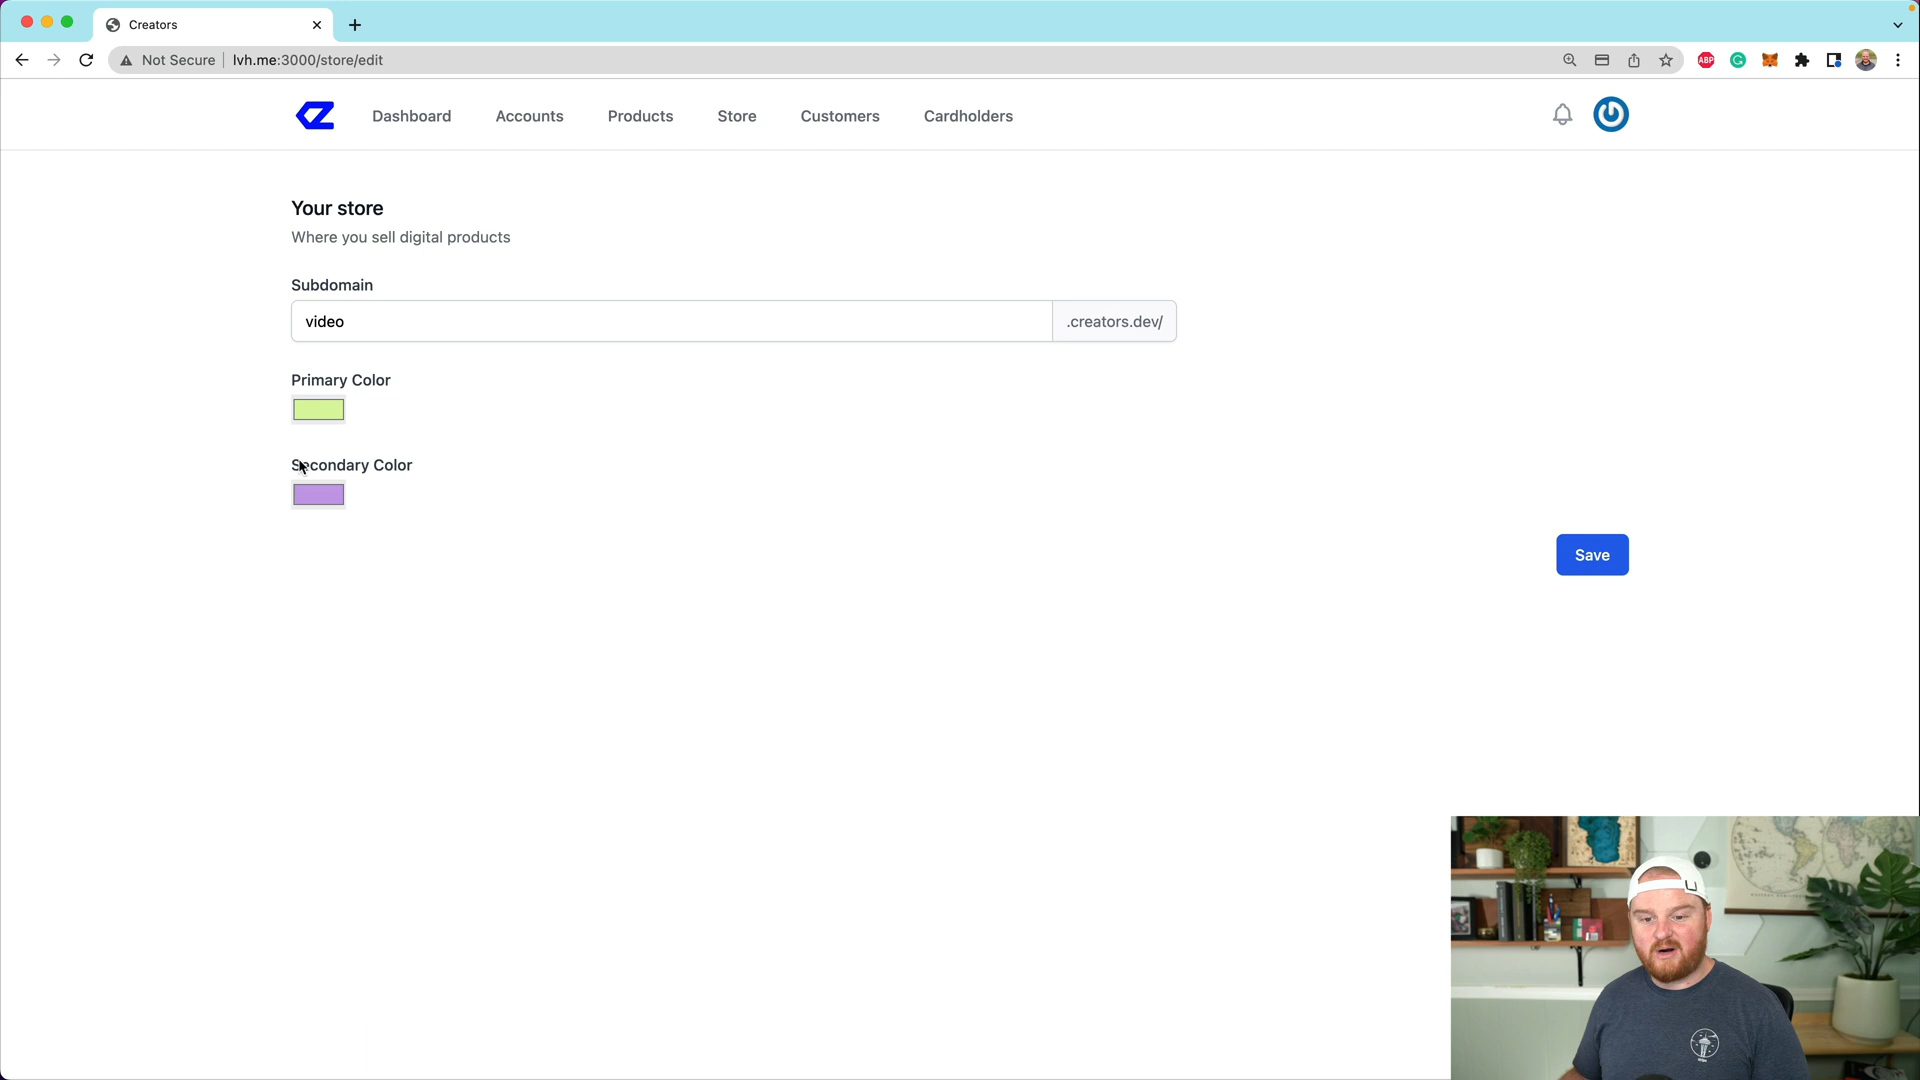 Creators
Not Secure
lvh.me:3000/store/edit
ABP
Dashboard
Accounts
Products
Store
Customers
Cardholders
Your store
Where you sell digital products
Subdomain
video
.creators.dev/
Primary Color
Secondary Color
Save